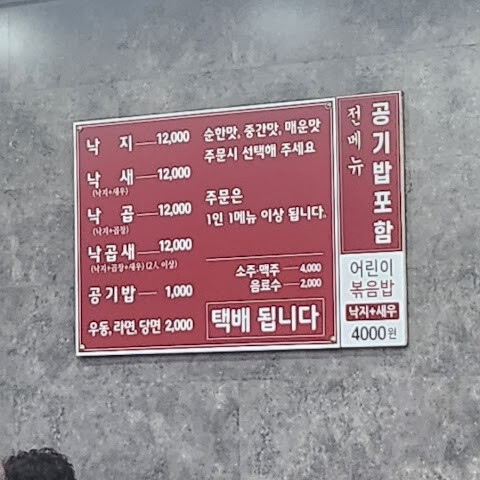 낙 지 12,000
낙 새 12,000
(낙지+새우)
낙 곱 12,000
(낙지+곱창)
낙곱새 12,000
(낙지+곱창+새우) (2人 이상)
공기밥 1,000
우동, 라면, 당면 2,000
순한맛, 중간맛, 매운맛
주문시 선택해 주세요
주문은
1인 1메뉴 이상 됩니다.
소주·맥주 4,000
음료수 2,000
택배 됩니다
전메뉴
공기밥포함
어린이
볶음밥
낙지+새우
4000원